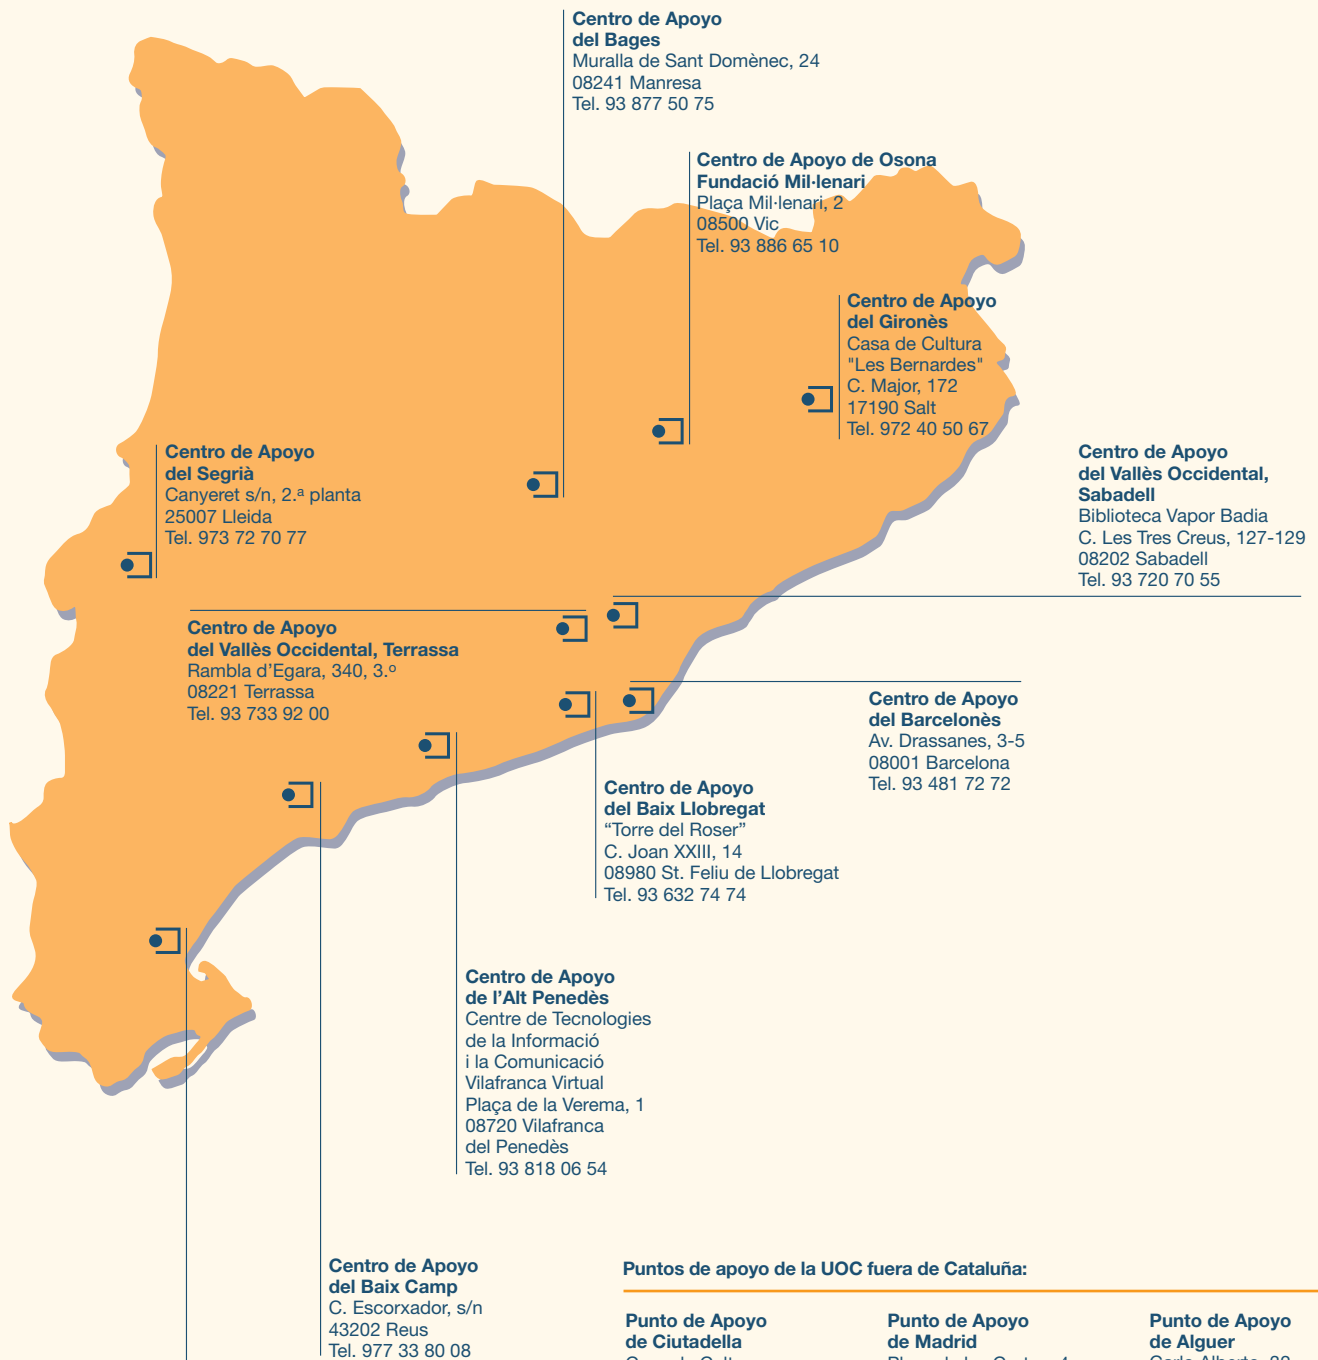 Centro de Apoyo
del Bages
Muralla de Sant Domènec, 24
08241 Manresa
Tel. 93 877 50 75
Centro de Apoyo de Osona
Fundació Mil·lenari
Plaça Mil·lenari, 2
08500 Vic
Tel. 93 886 65 10
Centro de Apoyo
del Gironès
Casa de Cultura
"Les Bernardes"
C. Major, 172
17190 Salt
Tel. 972 40 50 67
Centro de Apoyo
del Segrià
Canyeret s/n, 2.ª planta
25007 Lleida
Tel. 973 72 70 77
Centro de Apoyo
del Vallès Occidental,
Sabadell
Biblioteca Vapor Badia
C. Les Tres Creus, 127-129
08202 Sabadell
Tel. 93 720 70 55
Centro de Apoyo
del Vallès Occidental, Terrassa
Rambla d’Egara, 340, 3.º
08221 Terrassa
Tel. 93 733 92 00
Centro de Apoyo
del Barcelonès
Av. Drassanes, 3-5
08001 Barcelona
Tel. 93 481 72 72
Centro de Apoyo
del Baix Llobregat
“Torre del Roser”
C. Joan XXIII, 14
08980 St. Feliu de Llobregat
Tel. 93 632 74 74
Centro de Apoyo
de l’Alt Penedès
Centre de Tecnologies
de la Informació
i la Comunicació
Vilafranca Virtual
Plaça de la Verema, 1
08720 Vilafranca
del Penedès
Tel. 93 818 06 54
Centro de Apoyo
del Baix Camp
C. Escorxador, s/n
43202 Reus
Tel. 977 33 80 08
Puntos de apoyo de la UOC fuera de Cataluña:
Punto de Apoyo
de Ciutadella
Punto de Apoyo
de Madrid
Punto de Apoyo
de Alguer